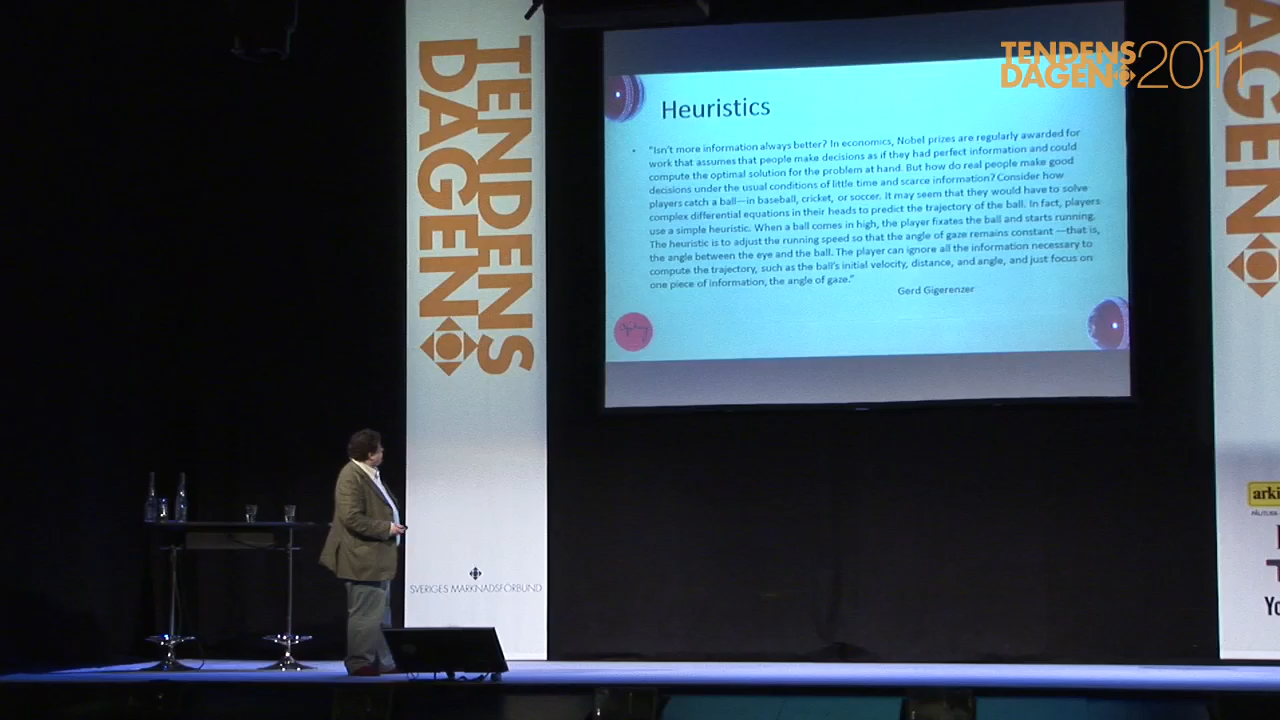 TENDENS
DAGEN
TENDENS
DAGEN 2011
DAGEN
Heuristics
• "Isn't more information always better? In economics, Nobel prizes are regularly awarded for
work that assumes that people make decisions as if they had perfect information and could
compute the optimal solution for the problem at hand. But how do real people make good
decisions under the usual conditions of little time and scarce information? Consider how
players catch a ball—in baseball, cricket, or soccer. It may seem that they would have to solve
complex differential equations in their heads to predict the trajectory of the ball. In fact, players
use a simple heuristic. When a ball comes in high, the player fixates the ball and starts running.
The heuristic is to adjust the running speed so that the angle of gaze remains constant —that is,
the angle between the eye and the ball. The player can ignore all the information necessary to
compute the trajectory, such as the ball's initial velocity, distance, and angle, and just focus on
one piece of information, the angle of gaze."
Gerd Gigerenzer
SVERIGES MARKNADSFÖRBUND
arki
Yo